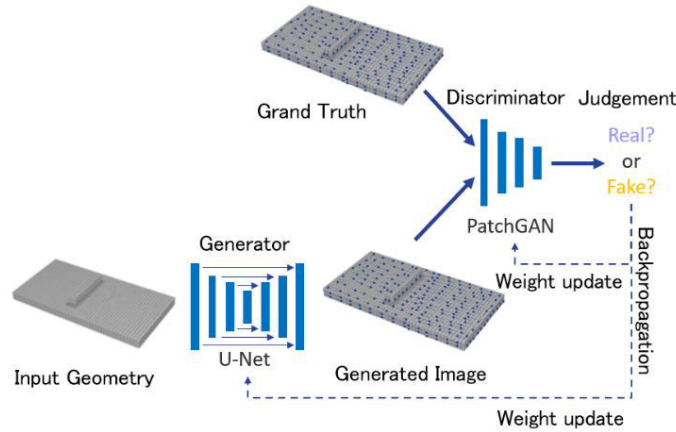 Grand Truth
Discriminator
Judgement
Real?
or
Fake?
PatchGAN
Generator
Weight update
Backpropagation
U-Net
Input Geometry
Generated Image
Weight update